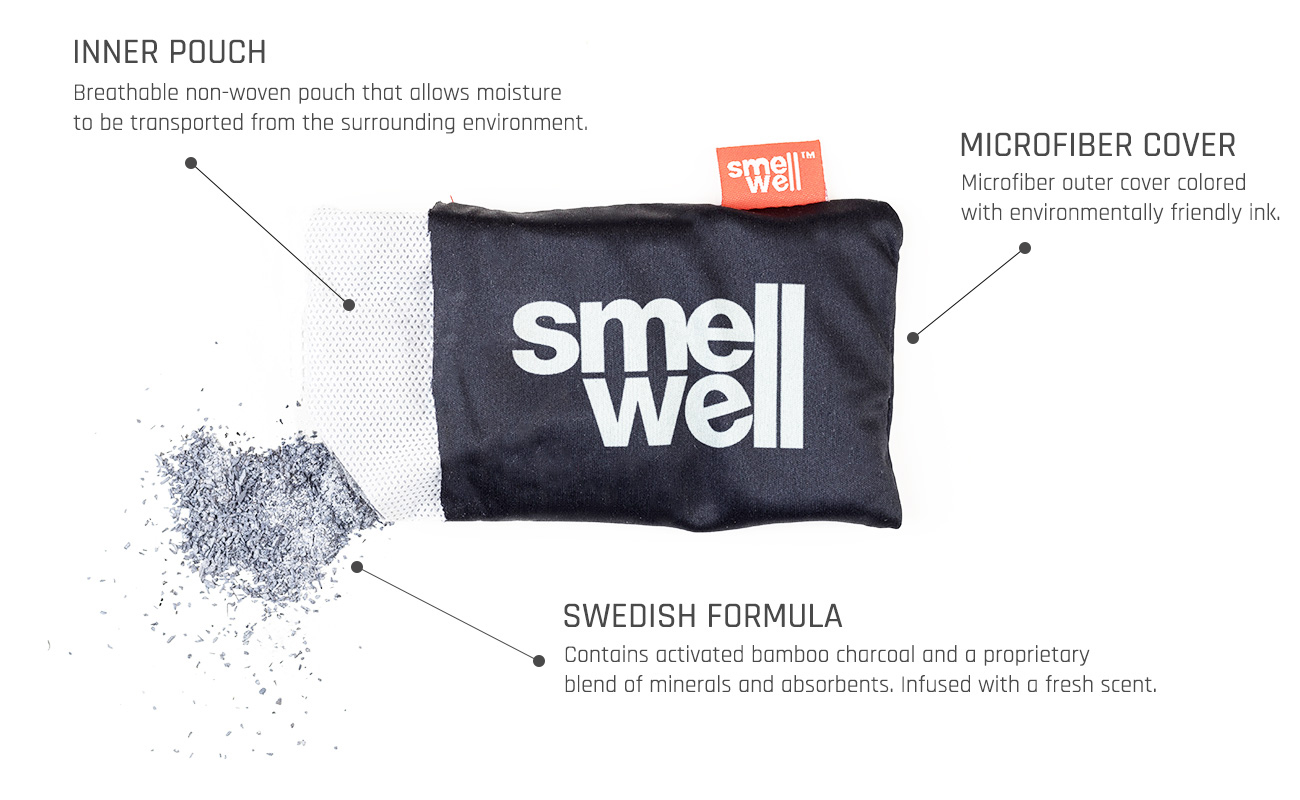 INNER POUCH
Breathable non-woven pouch that allows moisture
to be transported from the surrounding environment.
MICROFIBER COVER
Microfiber outer cover colored
with environmentally friendly ink.
smell™
well
smell
well
SWEDISH FORMULA
Contains activated bamboo charcoal and a proprietary
blend of minerals and absorbents. Infused with a fresh scent.